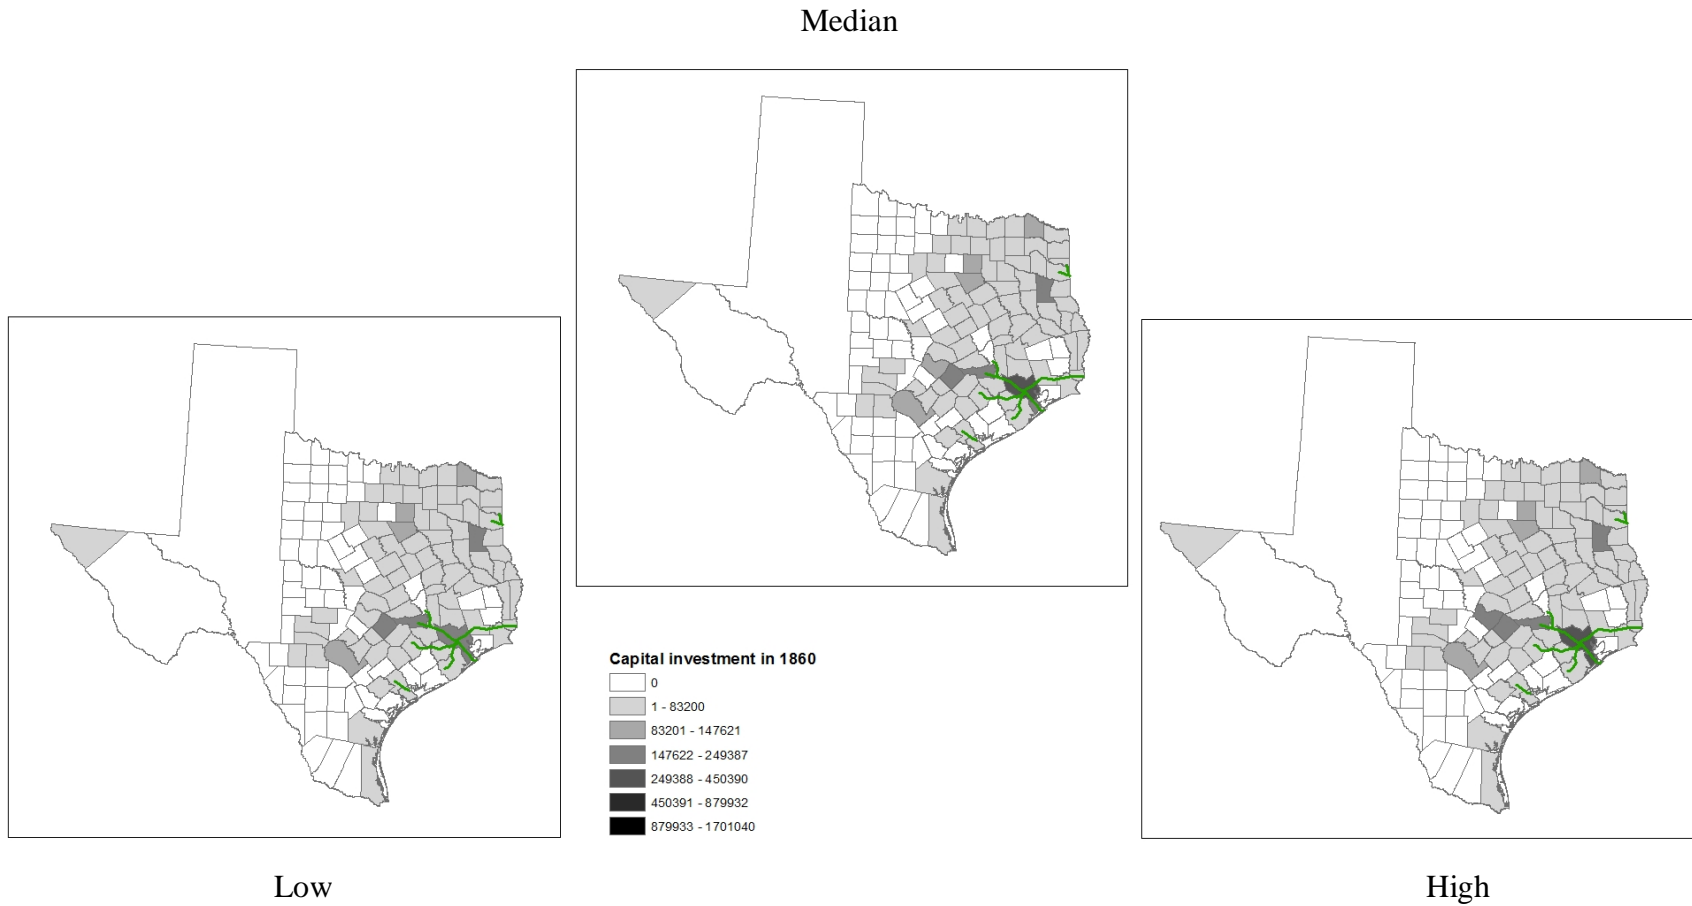 Median
Capital investment in 1860
0
1 - 83200
83201 - 147621
147622 - 249387
249388 - 450390
450391 - 879932
879933 - 1701040
Low
High